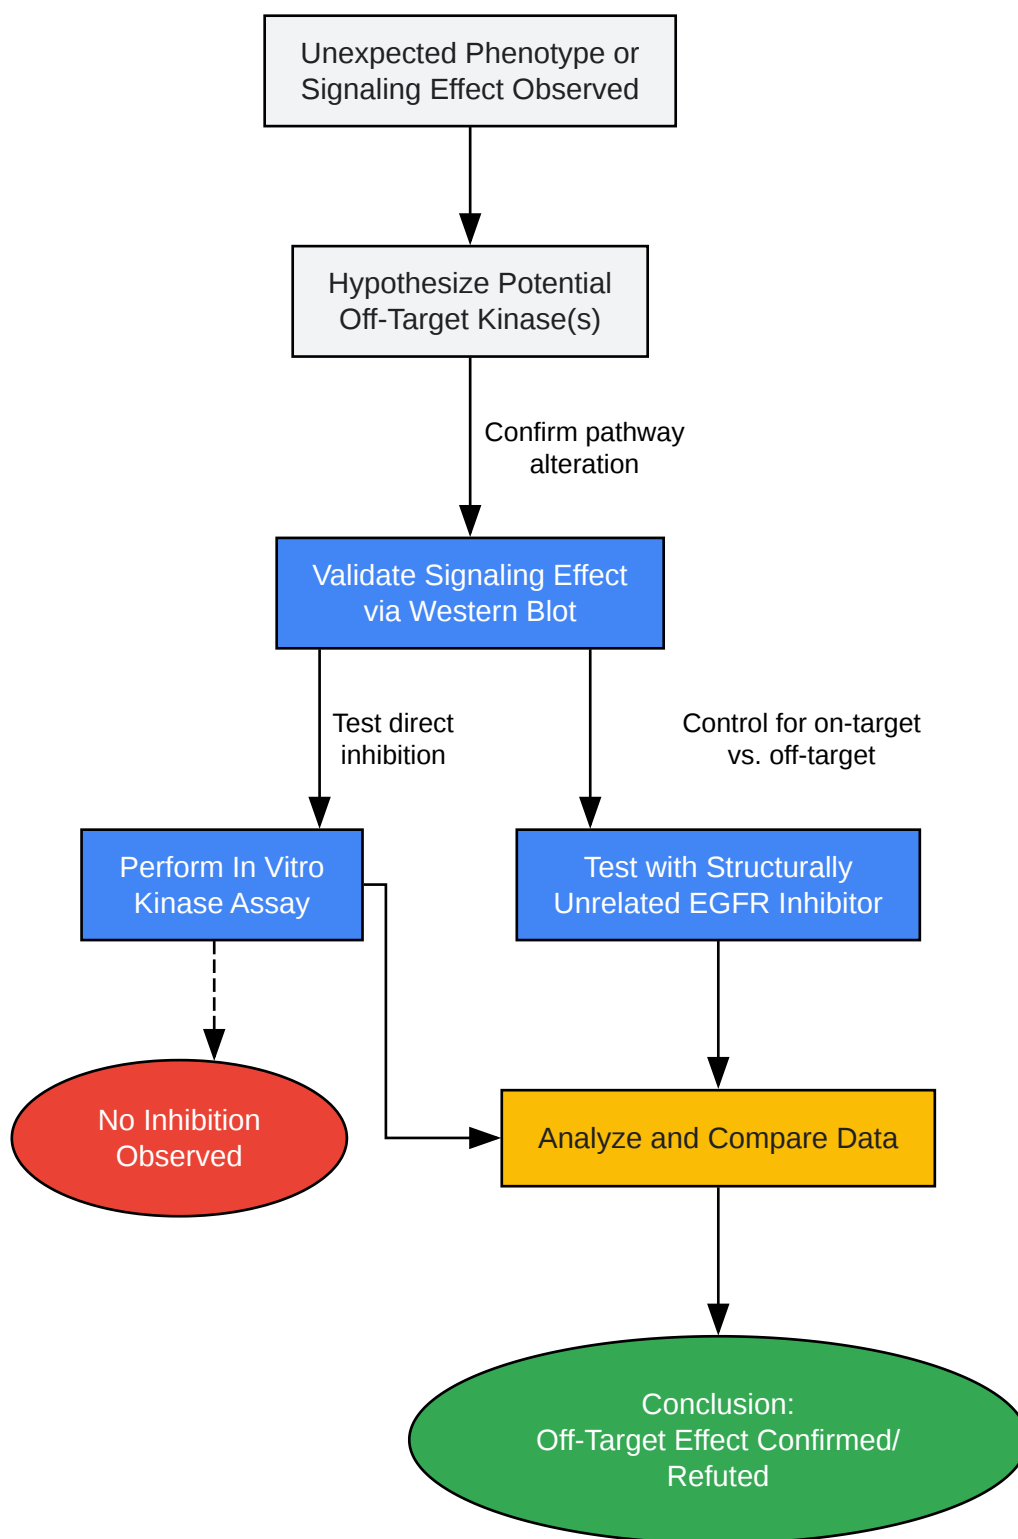 Unexpected Phenotype or
Signaling Effect Observed
Hypothesize Potential
Off-Target Kinase(s)
Confirm pathway
alteration
Validate Signaling Effect
via Western Blot
Test direct
inhibition
Control for on-target
vs. off-target
Perform In Vitro
Kinase Assay
Test with Structurally
Unrelated EGFR Inhibitor
No Inhibition
Observed
Analyze and Compare Data
Conclusion:
Off-Target Effect Confirmed/
Refuted